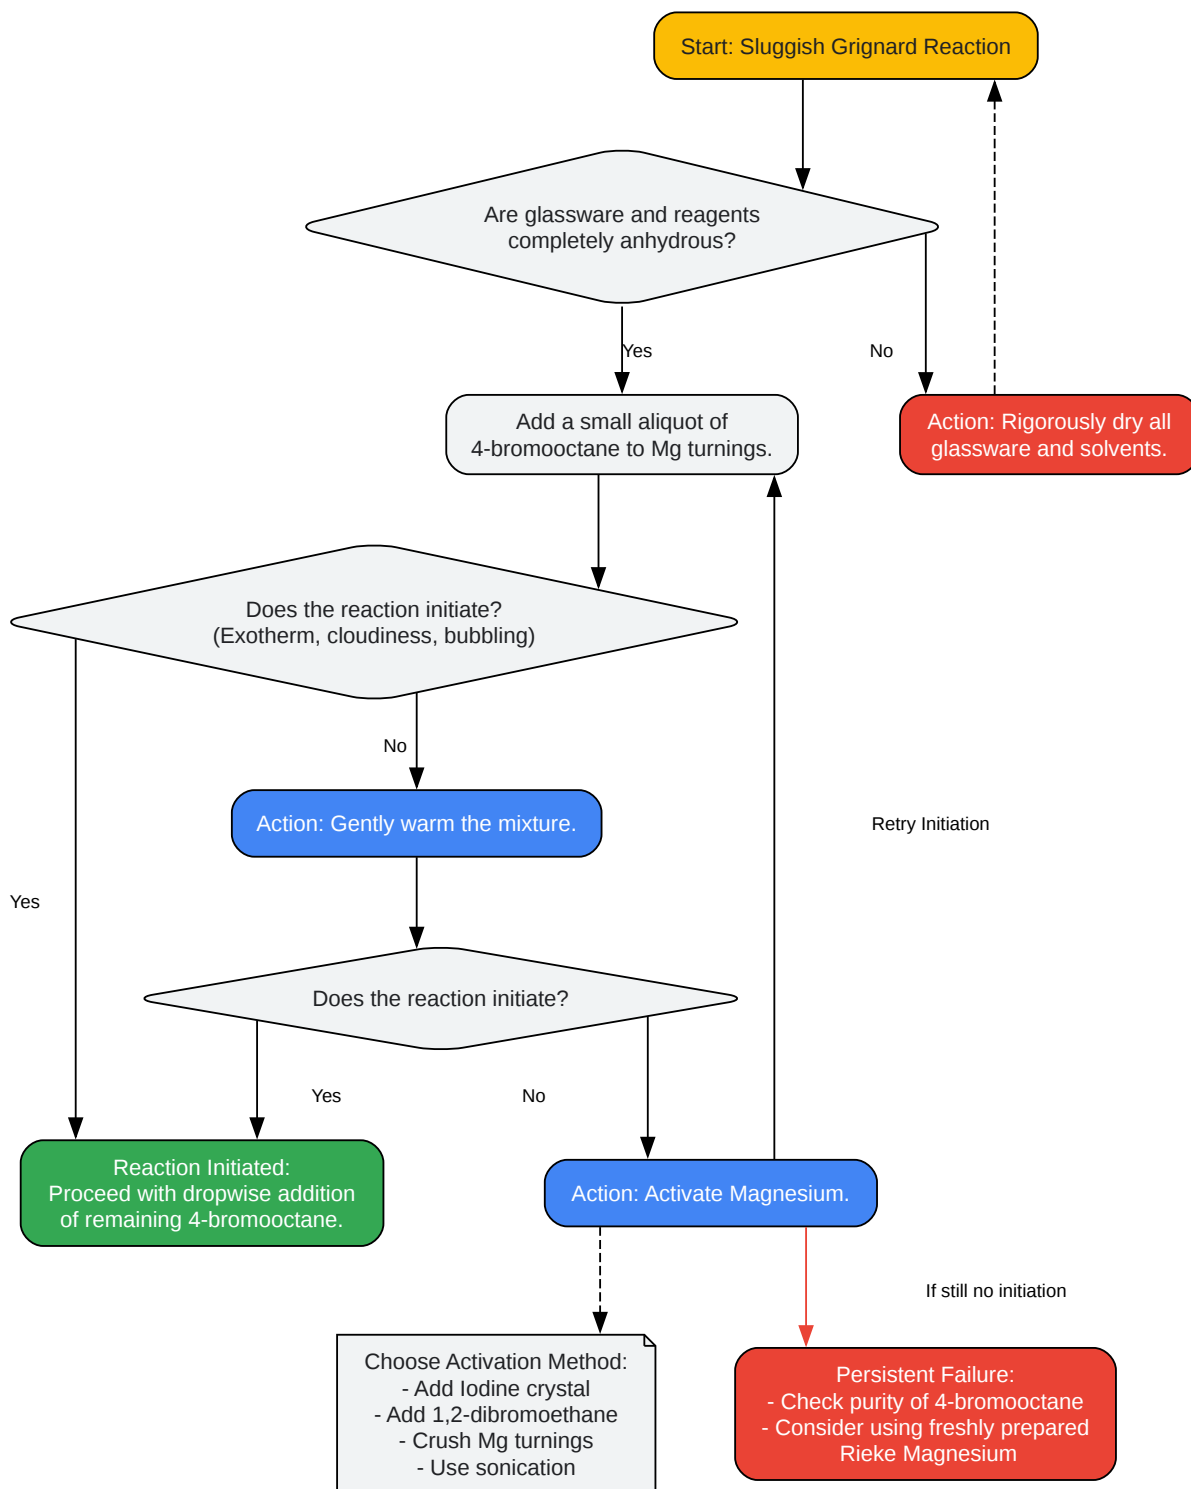 Start: Sluggish Grignard Reaction
Are glassware and reagents
completely anhydrous?
Yes
No
Add a small aliquot of
4-bromooctane to Mg turnings.
Action: Rigorously dry all
glassware and solvents.
Does the reaction initiate?
(Exotherm, cloudiness, bubbling)
No
Action: Gently warm the mixture.
Retry Initiation
Yes
Does the reaction initiate?
Yes
No
Reaction Initiated:
Proceed with dropwise addition
of remaining 4-bromooctane.
Action: Activate Magnesium.
If still no initiation
Choose Activation Method:
- Add Iodine crystal
- Add 1,2-dibromoethane
- Crush Mg turnings
- Use sonication
Persistent Failure:
- Check purity of 4-bromooctane
- Consider using freshly prepared
Rieke Magnesium